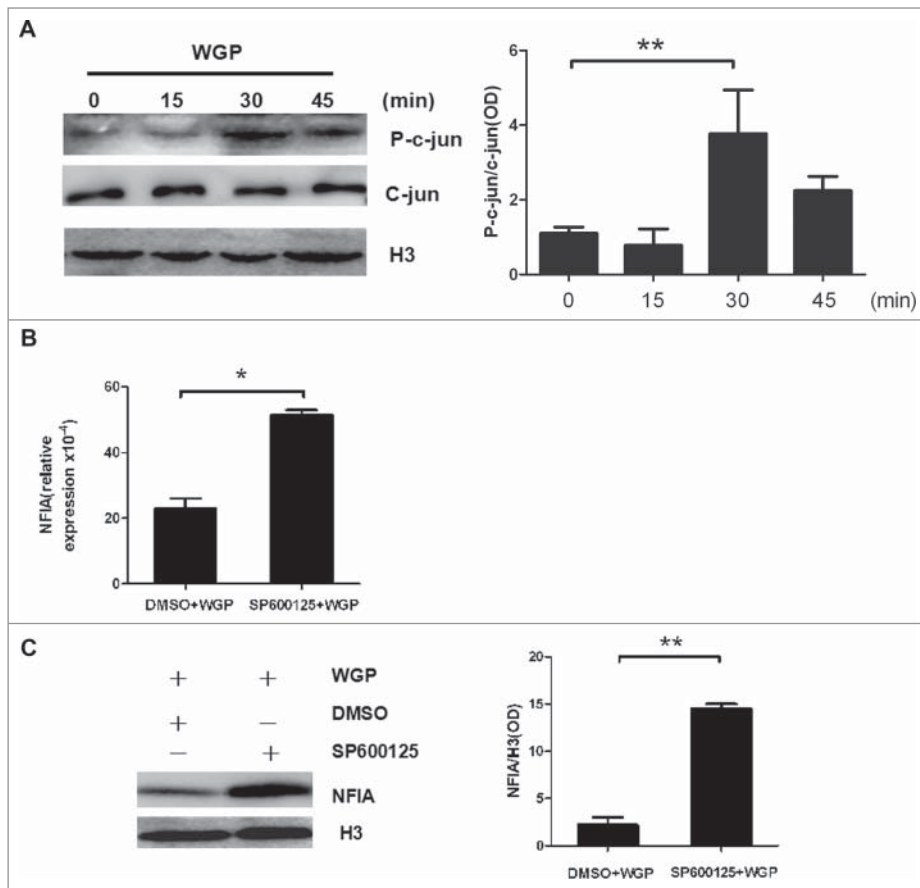 A
WGP
0 15 30 45 (min)
P-c-jun
C-jun
H3
**
P-c-jun/c-jun(OD)
6
4
2
0
0 15 30 45 (min)
B
*
NFIA(relative
expression x10⁻⁴)
60
40
20
0
DMSO+WGP SP600125+WGP
C
+ + WGP
+ − DMSO
− + SP600125
NFIA
H3
**
NFIA/H3(OD)
20
15
10
5
0
DMSO+WGP SP600125+WGP